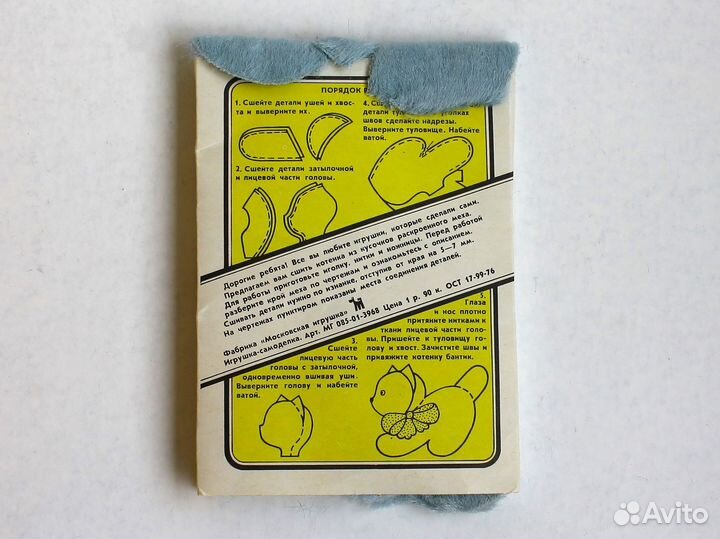 ПОРЯДОК
1. Сшейте детали ушей и хвос-
та и выверните их.
2. Сшейте детали затылочной
и лицевой части головы.
4.
детали уголках
швов сделайте надрезы.
Выверните туловище. Набейте
ватой.
Дорогие ребята! Все вы любите игрушки, которые сделали сами.
Предлагаем вам сшить котенка из кусочков раскроенного меха.
Для работы приготовьте иголку, нитки и ножницы. Перед работой
разберите крой меха по чертежам и ознакомьтесь с описанием.
Сшивать детали нужно по изнанке, отступив от края на 5—7 мм.
На чертежах пунктиром показаны места соединения деталей.
Фабрика «Московская игрушка»
Игрушка-самоделка. Арт. МГ 085-01-3968 Цена 1 р. 90 к. ОСТ 17-99-76
3.
Сшейте
лицевую часть
головы с затылочной,
одновременно вшивая уши.
Выверните голову и набейте
ватой.
5.
Глаза
и нос плотно
притяните нитками к
ткани лицевой части голо-
вы. Пришейте к туловищу го-
лову и хвост. Зачистите швы и
привяжите котенку бантик.
Avito